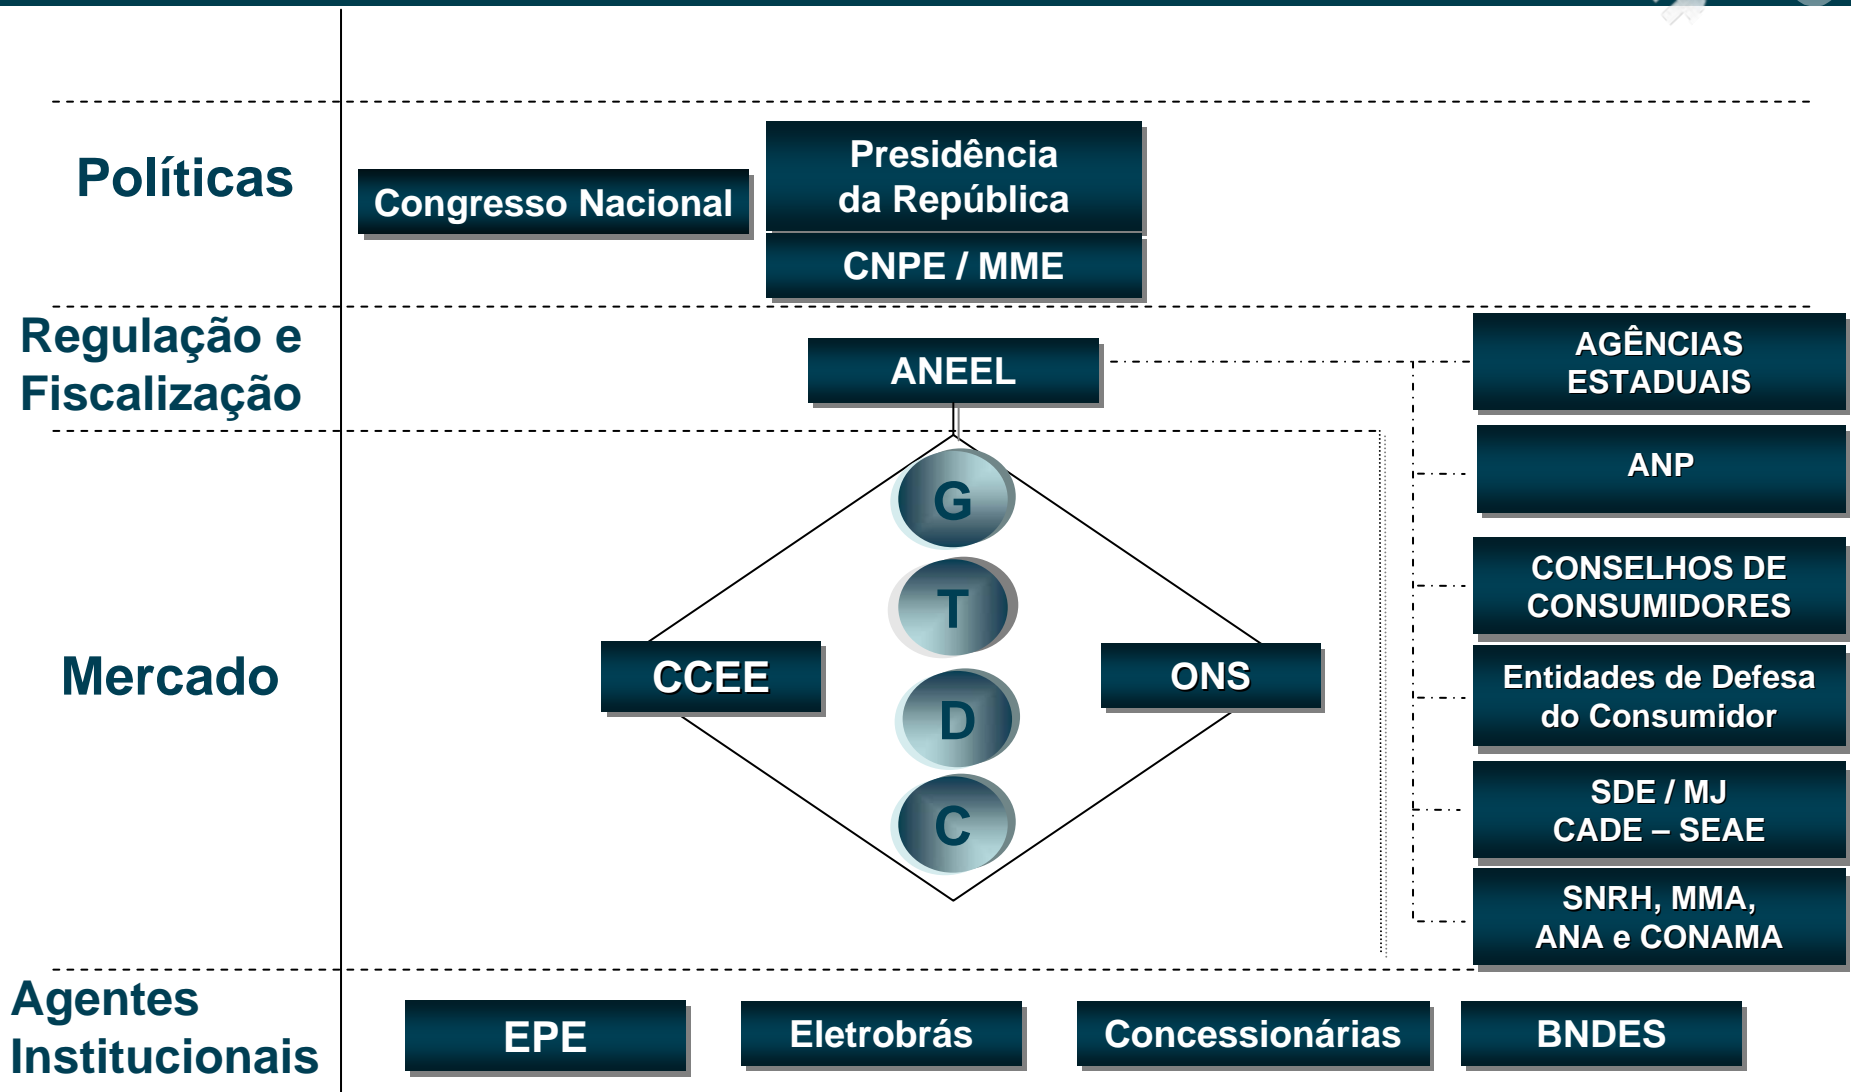 Políticas
Congresso Nacional
Presidência
da República
CNPE / MME
Regulação e
Fiscalização
ANEEL
AGÊNCIAS
ESTADUAIS
ANP
CONSELHOS DE
CONSUMIDORES
Entidades de Defesa
do Consumidor
SDE / MJ
CADE – SEAE
SNRH, MMA,
ANA e CONAMA
Mercado
G
T
D
C
CCEE
ONS
Agentes
Institucionais
EPE
Eletrobrás
Concessionárias
BNDES